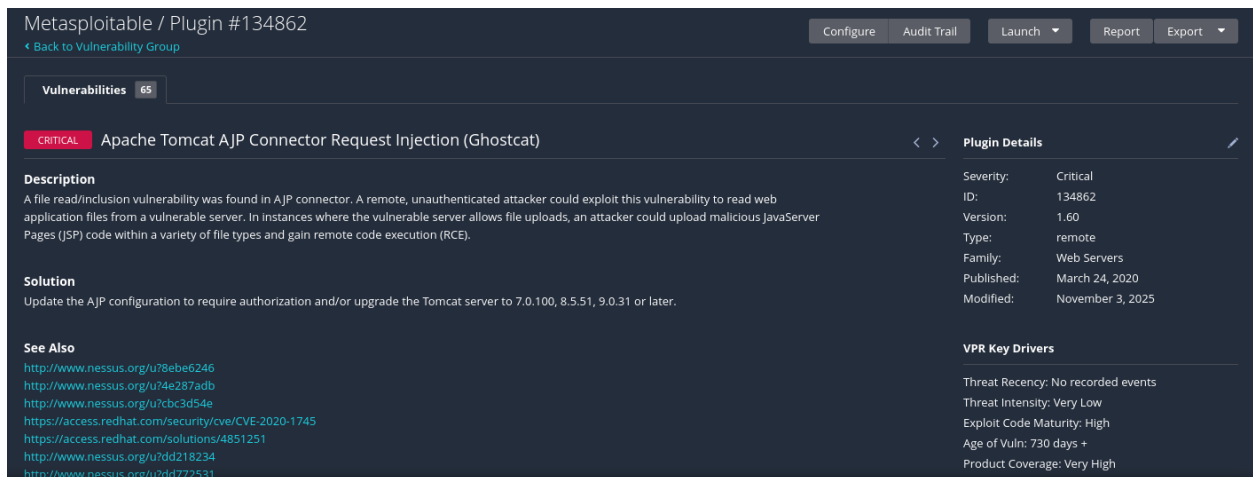 Metasploitable / Plugin #134862
Configure Audit Trail Launch Report Export
Back to Vulnerability Group
Vulnerabilities 65
CRITICAL Apache Tomcat AJP Connector Request Injection (Ghostcat)
Description
A file read/inclusion vulnerability was found in AJP connector. A remote, unauthenticated attacker could exploit this vulnerability to read web
application files from a vulnerable server. In instances where the vulnerable server allows file uploads, an attacker could upload malicious JavaServer
Pages (JSP) code within a variety of file types and gain remote code execution (RCE).
Solution
Update the AJP configuration to require authorization and/or upgrade the Tomcat server to 7.0.100, 8.5.51, 9.0.31 or later.
See Also
http://www.nessus.org/u?8ebe6246
http://www.nessus.org/u?4e287adb
http://www.nessus.org/u?cbc3d54e
https://access.redhat.com/security/cve/CVE-2020-1745
https://access.redhat.com/solutions/4851251
http://www.nessus.org/u?dd218234
http://www.nessus.org/u?dd772531
Plugin Details
Severity: Critical
ID: 134862
Version: 1.60
Type: remote
Family: Web Servers
Published: March 24, 2020
Modified: November 3, 2025
VPR Key Drivers
Threat Recency: No recorded events
Threat Intensity: Very Low
Exploit Code Maturity: High
Age of Vuln: 730 days +
Product Coverage: Very High